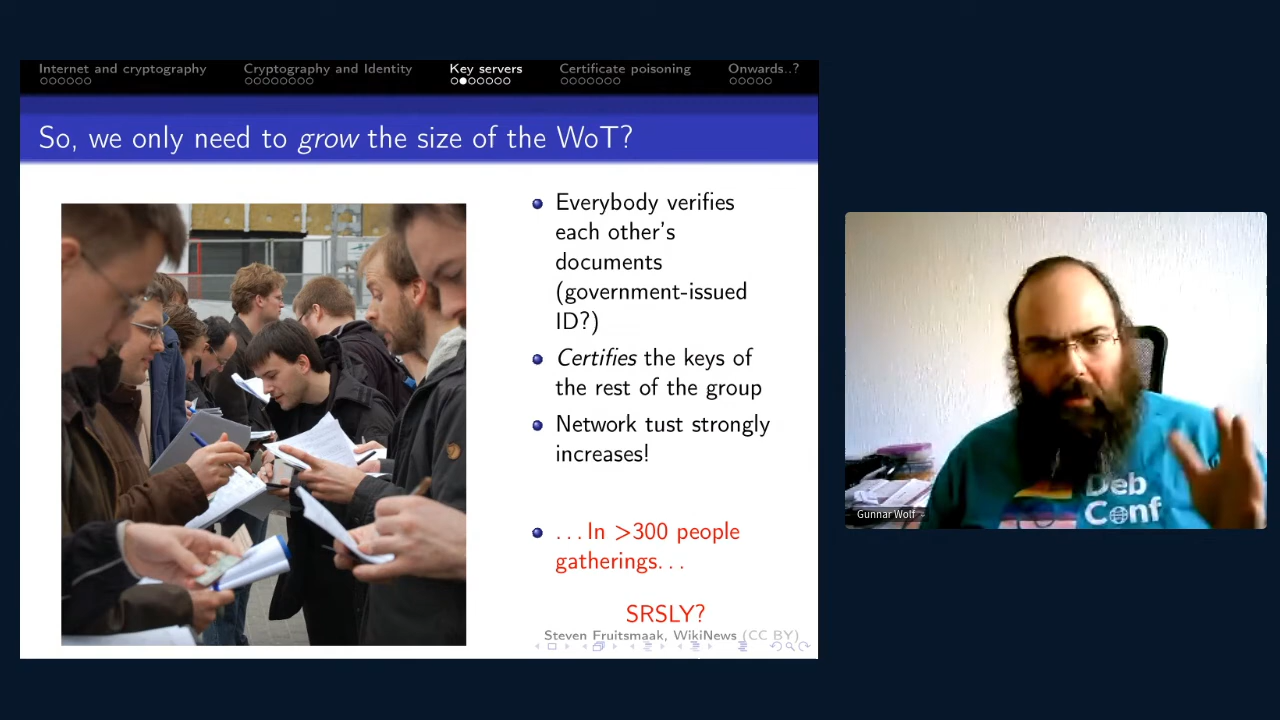 Internet and cryptography Cryptography and Identity Key servers Certificate poisoning Onwards..?
So, we only need to grow the size of the WoT?
Everybody verifies
each other's
documents
(government-issued
ID?)
Certifies the keys of
the rest of the group
Network tust strongly
increases!
...In >300 people
gatherings...
SRSLY?
Steven Fruitsmaak, WikiNews (CC BY)
Deb
Conf
Gunnar Wolf